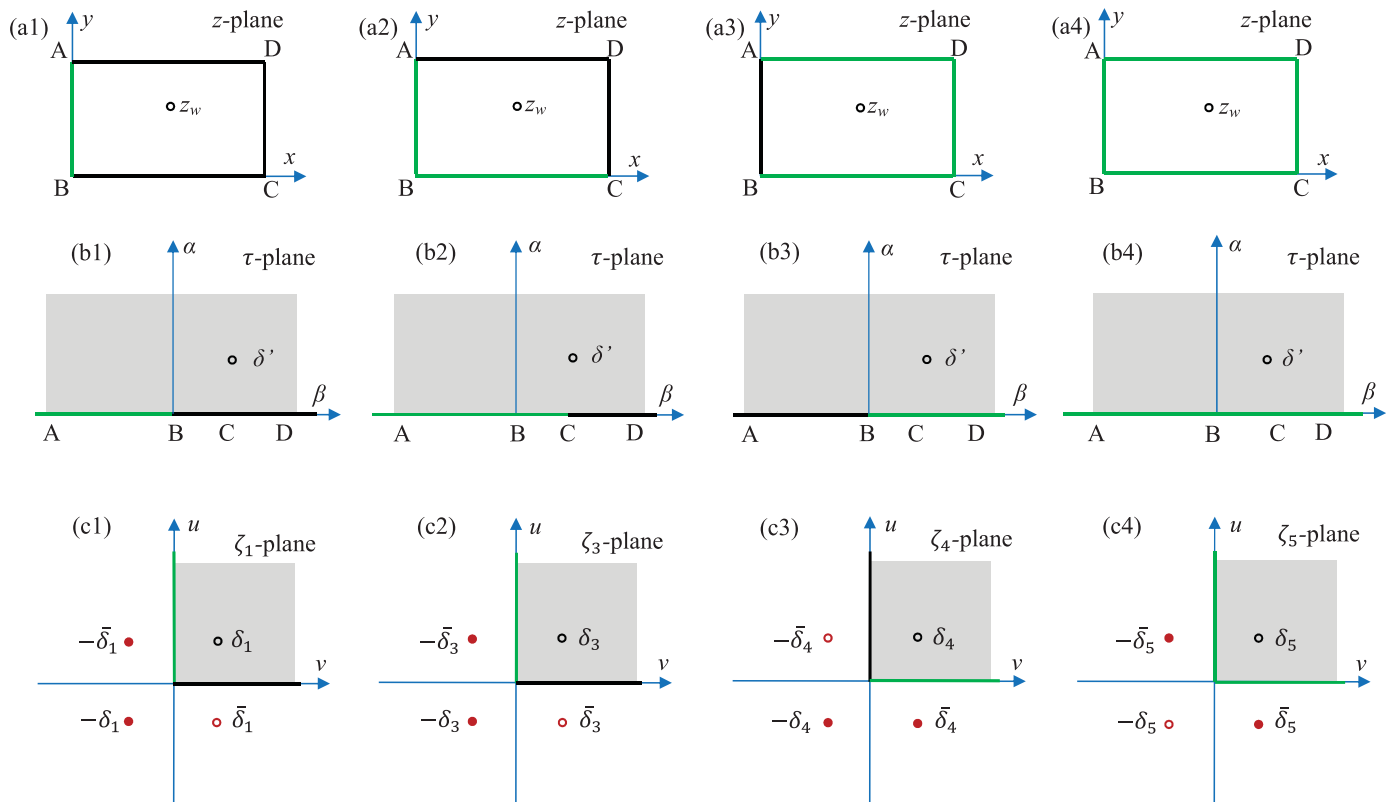 (a1) y z-plane
A D
z_w
x
B C
(a2) y z-plane
A D
z_w
x
B C
(a3) y z-plane
A D
z_w
x
B C
(a4) y z-plane
A D
z_w
x
B C
(b1) α τ-plane
δ’
β
A B C D
(b2) α τ-plane
δ’
β
A B C D
(b3) α τ-plane
δ’
β
A B C D
(b4) α τ-plane
δ’
β
A B C D
(c1) u ζ₁-plane
−δ̄₁ δ₁
v
−δ₁ δ̄₁
(c2) u ζ₃-plane
−δ̄₃ δ₃
v
−δ₃ δ̄₃
(c3) u ζ₄-plane
−δ̄₄ δ₄
v
−δ₄ δ̄₄
(c4) u ζ₅-plane
−δ̄₅ δ₅
v
−δ₅ δ̄₅